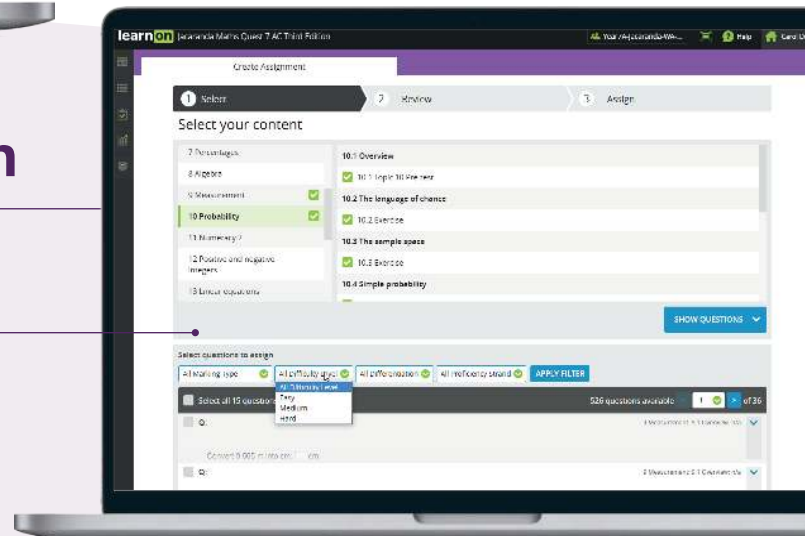 n
learnon Jacaranda Maths Quest 7 AC Third Edition
Help
Create Assignment
1 Select
2 Review
3 Assign
Select your content
7 Percentages
8 Algebra
9 Measurement
10 Probability
11 Numeracy 2
12 Positive and negative
integers
13 Linear equations
10.1 Overview
10.1 Topic 10 Pre-test
10.2 The language of chance
10.2 Exercise
10.3 The sample space
10.3 Exercise
10.4 Simple probability
SHOW QUESTIONS
Select questions to assign
All Marking Type
All Difficulty Level
All Differentiation
All Proficiency Strand
APPLY FILTER
All Difficulty Level
Easy
Medium
Hard
Select all 15 questions
526 questions available
1
of 36
Q:
Q: